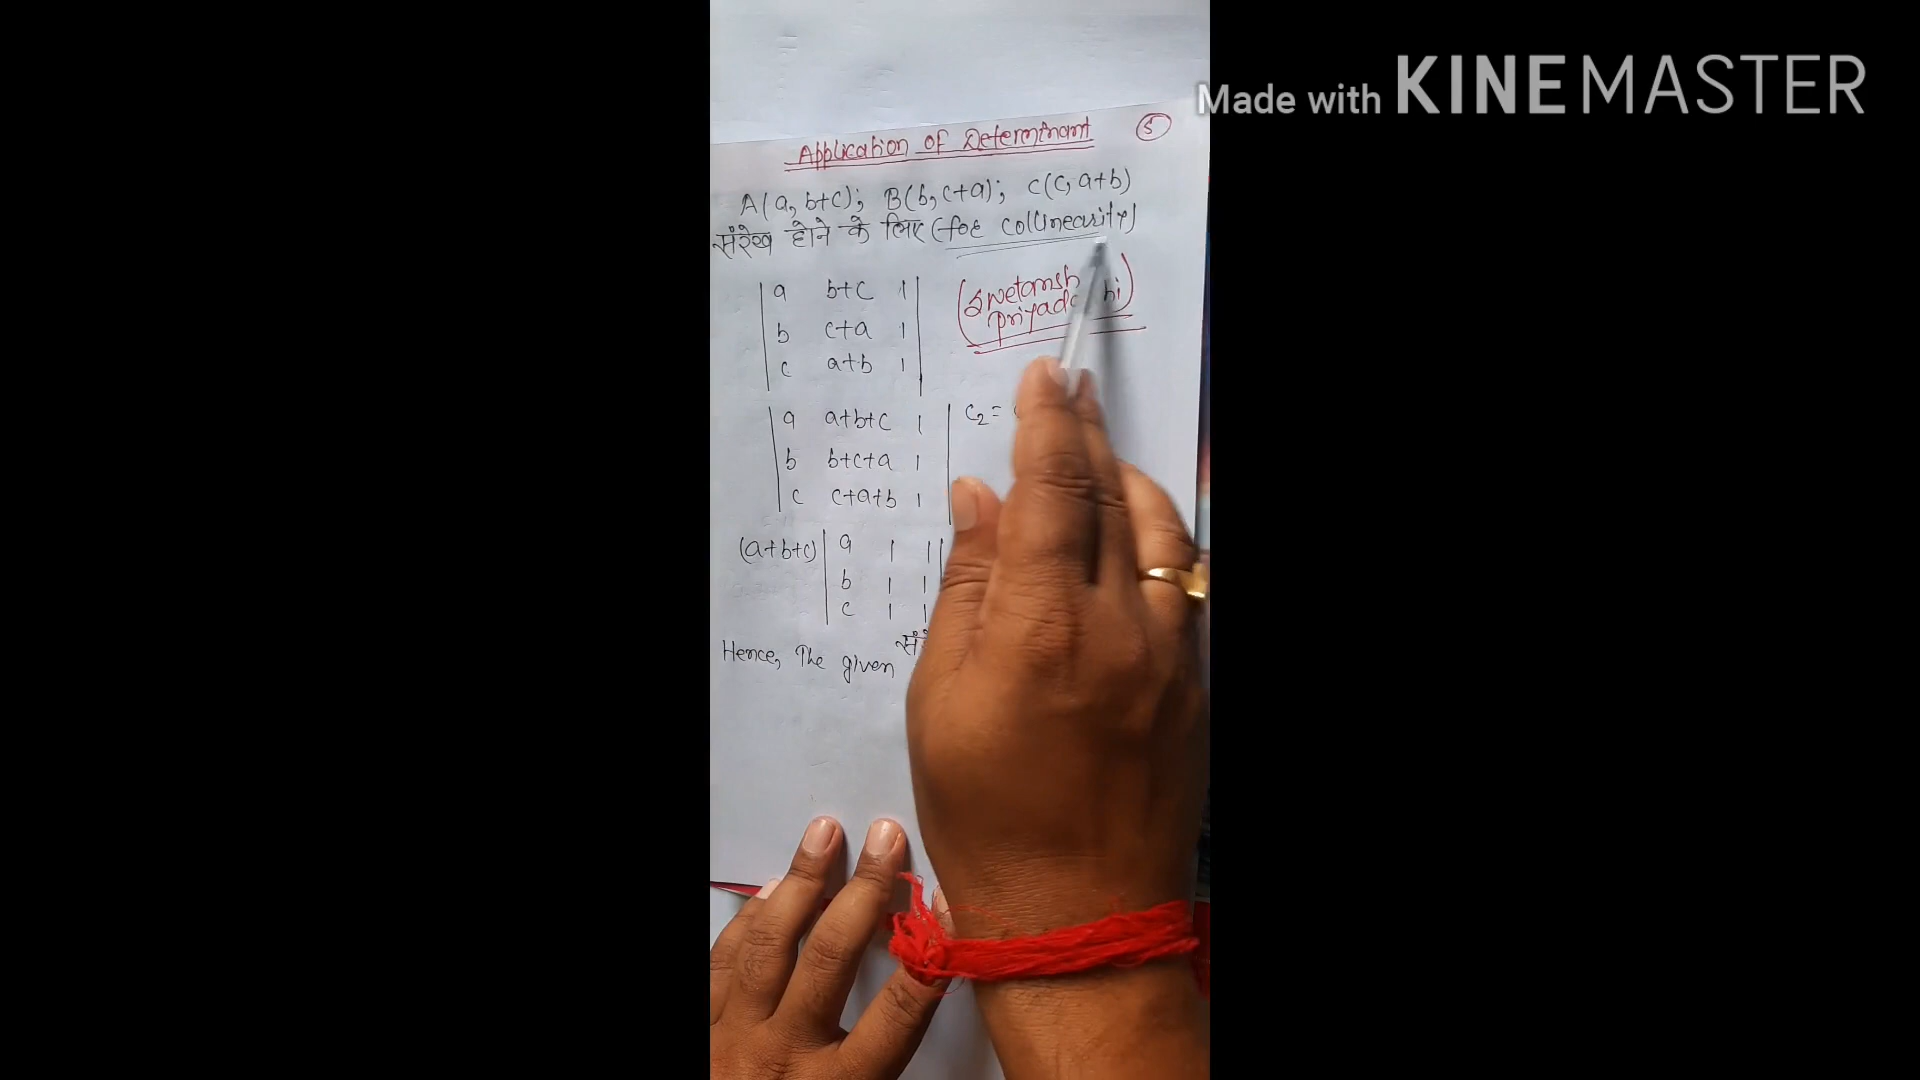 Made with KINEMASTER
Application of Determinant 5
A(a, b+c); B(b, c+a); C(c, a+b)
संरेख होने के लिए (for collinearity)
| a b+c 1 |
| b c+a 1 |
| c a+b 1 |
(Swetansh
| a a+b+c 1 | C₂ =
| b b+c+a 1 |
| c c+a+b 1 |
(a+b+c) | a 1 1 |
| b 1 1 |
| c 1 1 |
Hence, The given